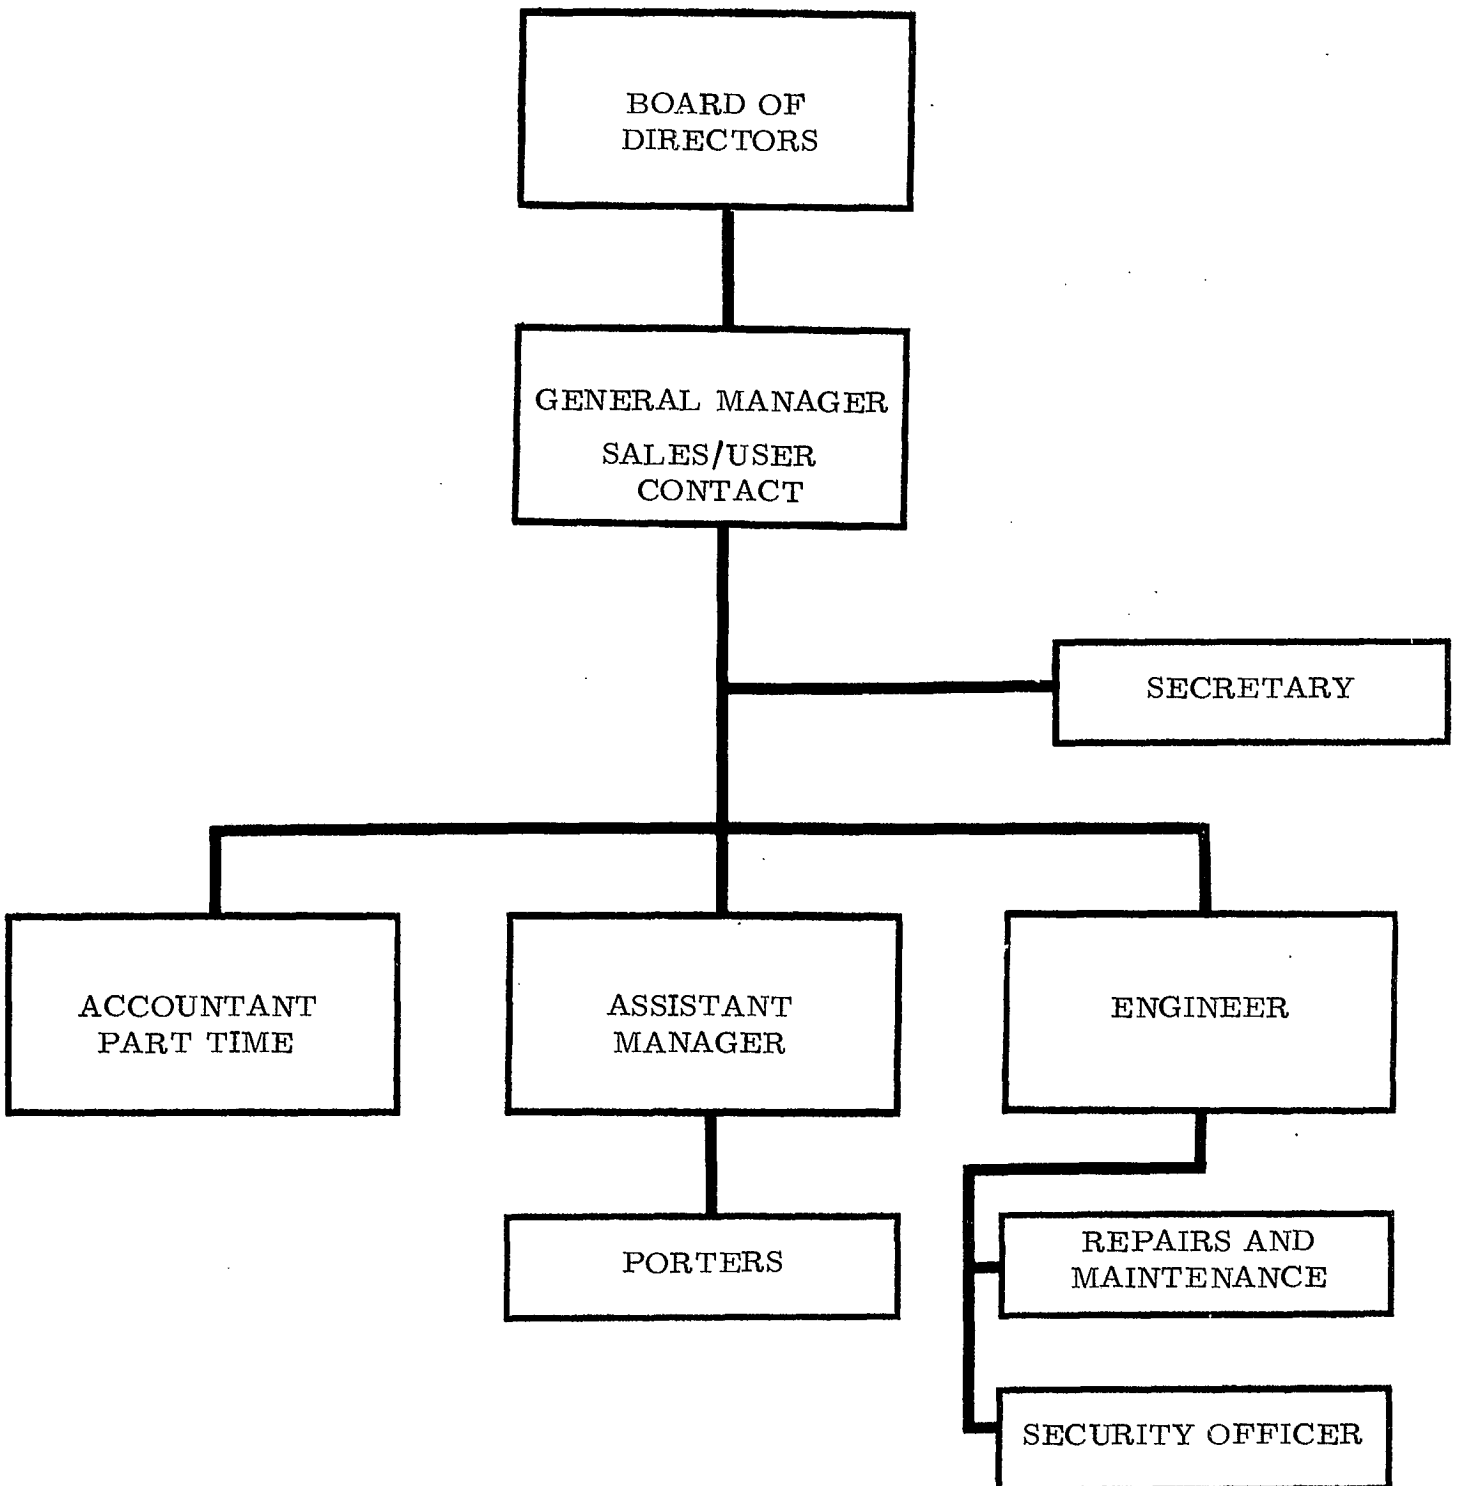 BOARD OF
DIRECTORS
GENERAL MANAGER
SALES/USER
CONTACT
SECRETARY
ACCOUNTANT
PART TIME
ASSISTANT
MANAGER
ENGINEER
PORTERS
REPAIRS AND
MAINTENANCE
SECURITY OFFICER